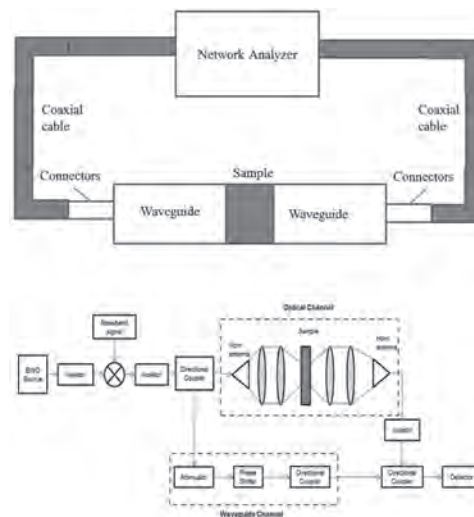 Network Analyzer
Coaxial
cable
Coaxial
cable
Connectors
Sample
Connectors
Waveguide
Waveguide
Optical Channel
Sample
Horn
antenna
Horn
antenna
signal
BWO
Source
Isolator
Isolator
Directional
Coupler
Isolator
Attenuator
Phase
Shifter
Directional
Coupler
Directional
Coupler
Detector
Waveguide Channel